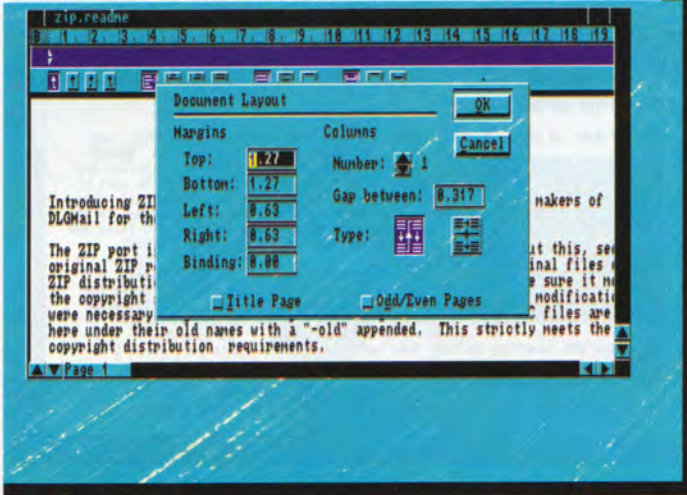 zip.readme
0 1 2 3 4 5 6 7 8 9 10 11 12 13 14 15 16 17 18 19
Document Layout
OK
Cancel
Margins
Columns
Top: 1.27
Number: 1
Bottom: 1.27
Gap between: 0.317
Left: 0.63
Right: 0.63
Type:
Binding: 0.00
Title Page
Odd/Even Pages
Introducing ZI makers of
DLGMail for th
The ZIP port i ut this, se
original ZIP r inal files
ZIP distributi e sure it
the copyright modificatio
were necessary C files are
here under their old names with a "-old" appended. This strictly meets the
copyright distribution requirements.
Page 1